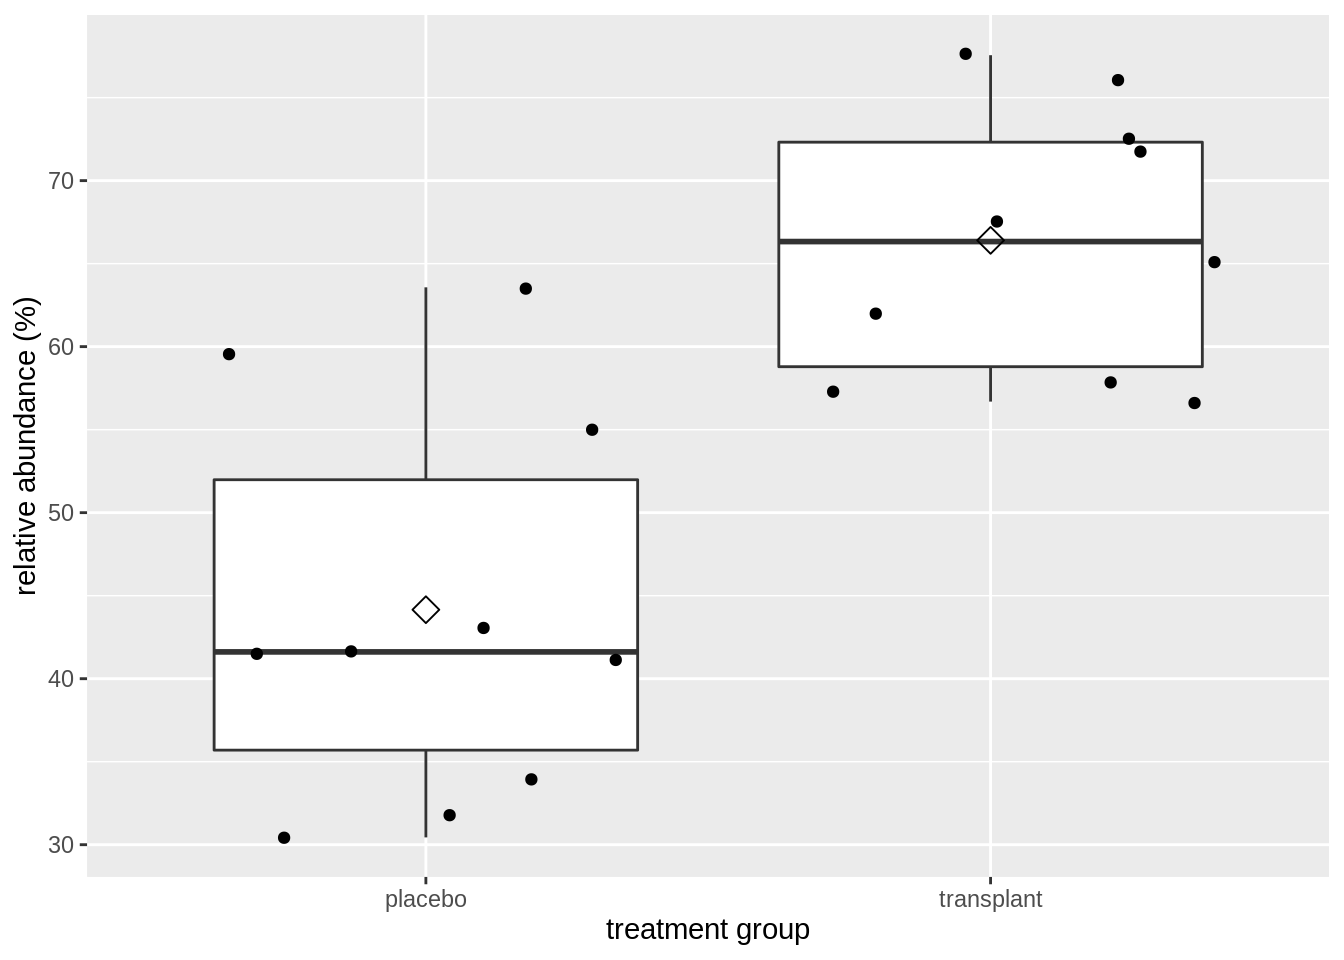 relative abundance (%)
70
60
50
40
30
placebo
transplant
treatment group